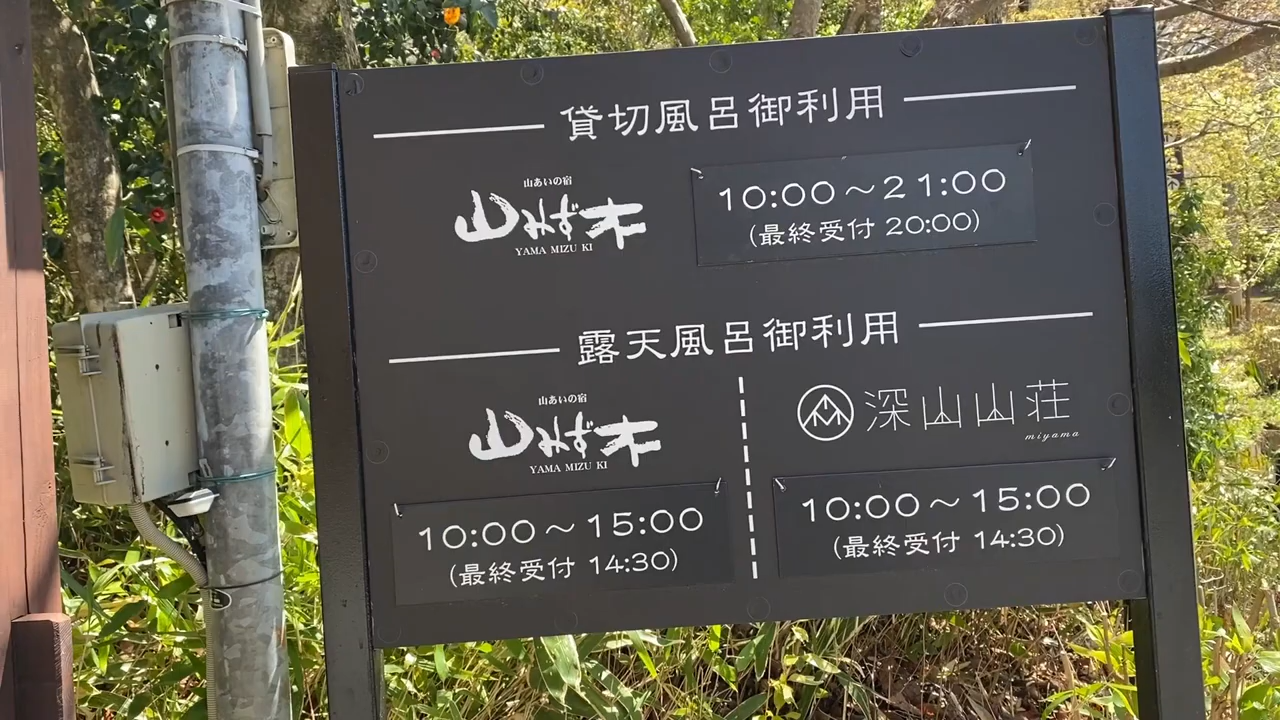 貸切風呂御利用
山あいの宿
山みず木
YAMA MIZU KI
10:00～21:00
(最終受付 20:00)
露天風呂御利用
山あいの宿
山みず木
YAMA MIZU KI
10:00～15:00
(最終受付 14:30)
深山山荘
miyama
10:00～15:00
(最終受付 14:30)